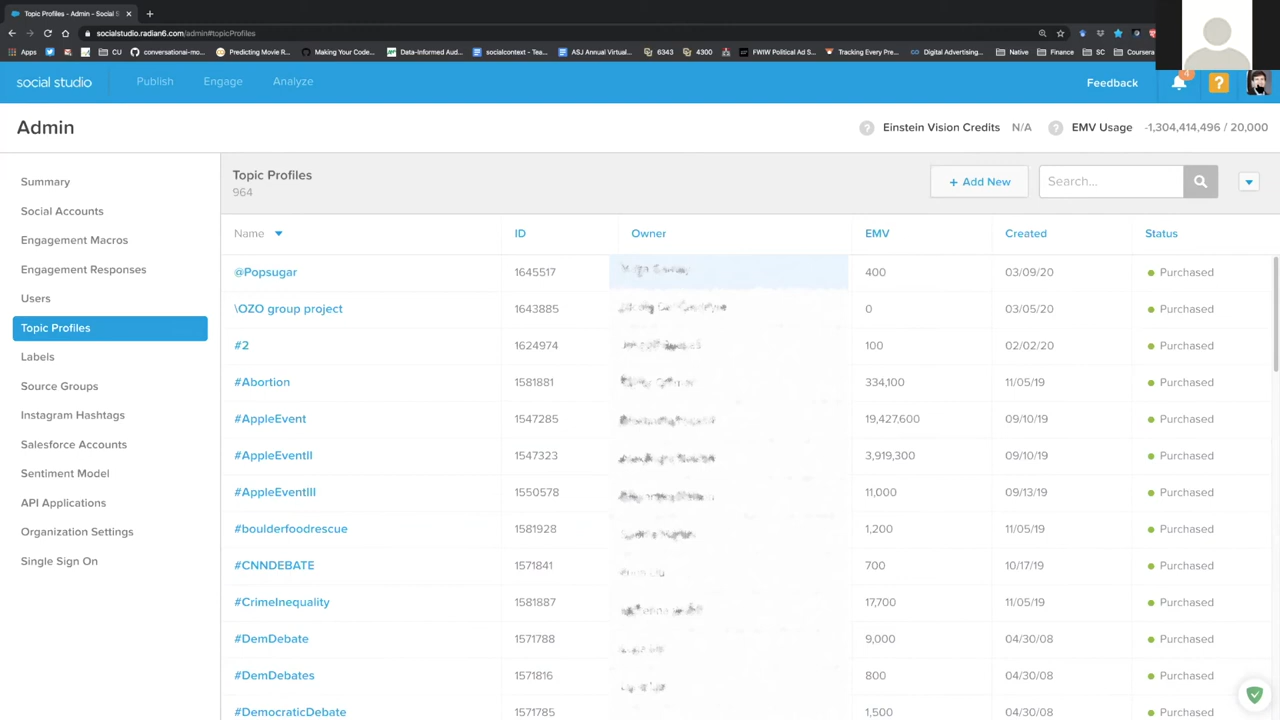 Topic Profiles - Admin - Social S
socialstudio.radian6.com/admin#topicProfiles
Apps CU conversational-mo... Predicting Movie R... Making Your Code... Data-Informed Aud... socialcontext - Tea... ASJ Annual Virtual... 6343 4300 FWIW Political Ad S... Tracking Every Pre... Digital Advertising... Native Finance SC Coursera
social studio Publish Engage Analyze Feedback 4
Admin Einstein Vision Credits N/A EMV Usage -1,304,414,496 / 20,000
Summary
Social Accounts
Engagement Macros
Engagement Responses
Users
Topic Profiles
Labels
Source Groups
Instagram Hashtags
Salesforce Accounts
Sentiment Model
API Applications
Organization Settings
Single Sign On
Topic Profiles
964
+ Add New Search...
Name ID Owner EMV Created Status
@Popsugar 1645517 400 03/09/20 Purchased
\OZO group project 1643885 0 03/05/20 Purchased
#2 1624974 100 02/02/20 Purchased
#Abortion 1581881 334,100 11/05/19 Purchased
#AppleEvent 1547285 19,427,600 09/10/19 Purchased
#AppleEventII 1547323 3,919,300 09/10/19 Purchased
#AppleEventIII 1550578 11,000 09/13/19 Purchased
#boulderfoodrescue 1581928 1,200 11/05/19 Purchased
#CNNDEBATE 1571841 700 10/17/19 Purchased
#CrimeInequality 1581887 17,700 11/05/19 Purchased
#DemDebate 1571788 9,000 04/30/08 Purchased
#DemDebates 1571816 800 04/30/08 Purchased
#DemocraticDebate 1571785 1,500 04/30/08 Purchased